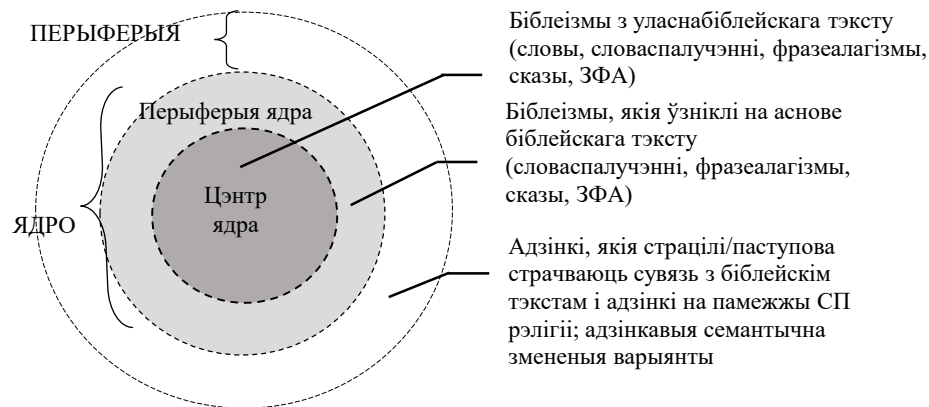 ПЕРЫФЕРЫЯ
Перыферыя ядра
Цэнтр
ядра
ЯДРО
Біблеізмы з уласнабіблейскага тэксту
(словы, словаспалучэнні, фразеалагізмы,
сказы, ЗФА)
Біблеізмы, якія ўзніклі на аснове
біблейскага тэксту
(словаспалучэнні, фразеалагізмы,
сказы, ЗФА)
Адзінкі, якія страцілі/паступова
страчваюць сувязь з біблейскім
тэкстам і адзінкі на памежжы СП
рэлігіі; адзінкавыя семантычна
змененыя варыянты